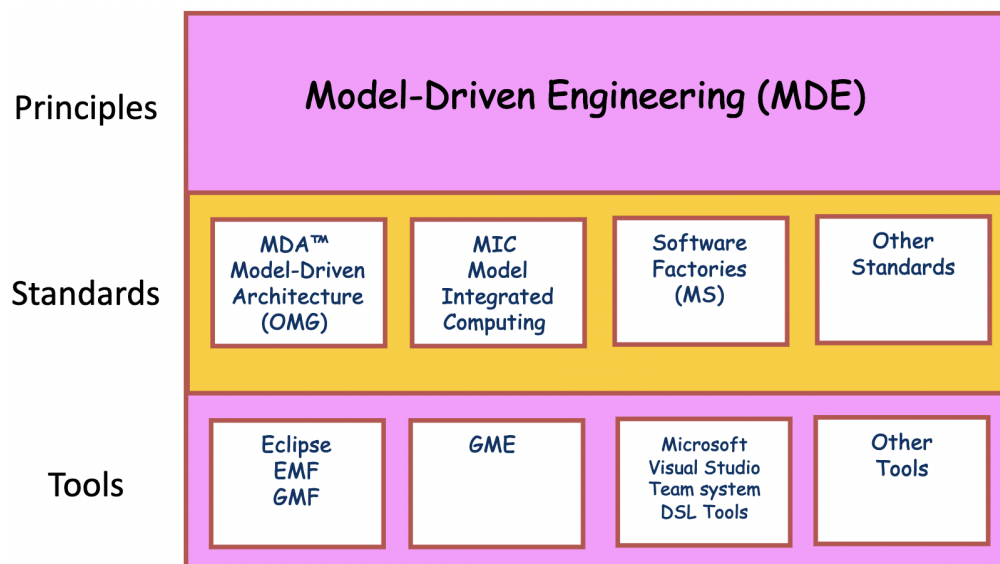 Principles
Model-Driven Engineering (MDE)
Standards
MDA™
Model-Driven
Architecture
(OMG)
MIC
Model
Integrated
Computing
Software
Factories
(MS)
Other
Standards
Tools
Eclipse
EMF
GMF
GME
Microsoft
Visual Studio
Team system
DSL Tools
Other
Tools